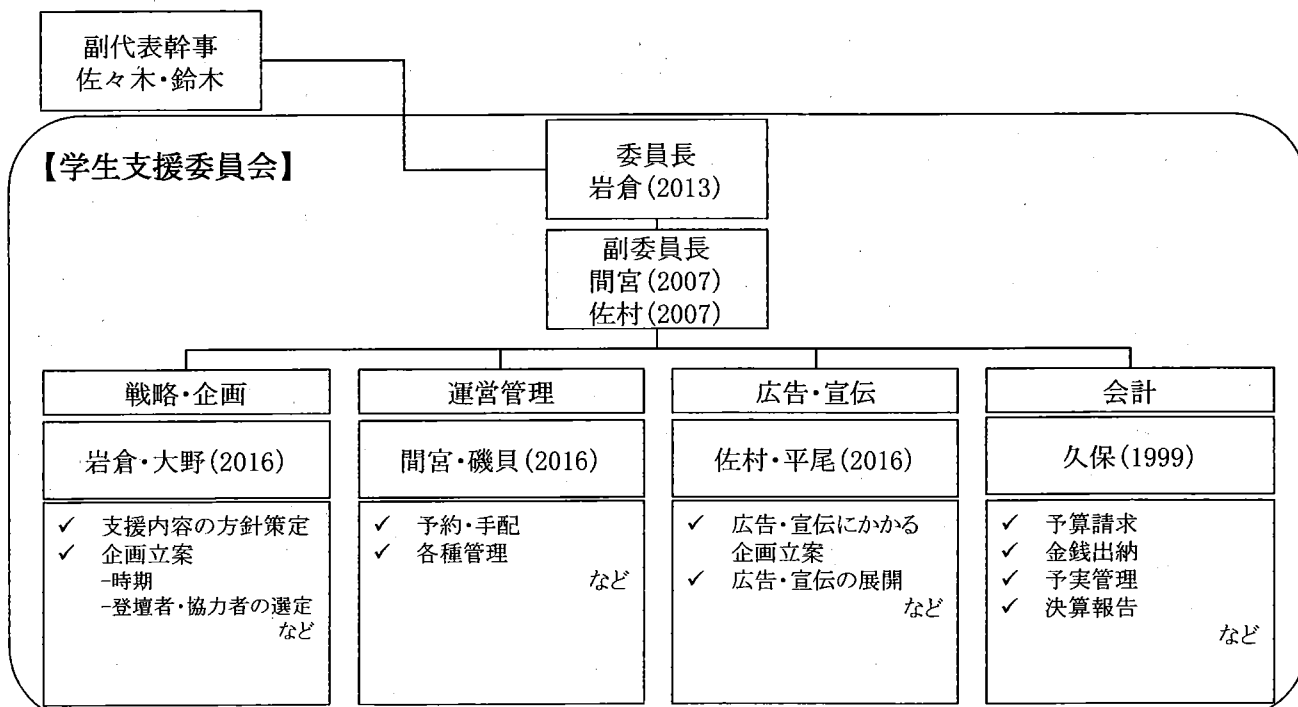 副代表幹事
佐々木・鈴木
【学生支援委員会】
委員長
岩倉(2013)
副委員長
間宮(2007)
佐村(2007)
戦略・企画
岩倉・大野(2016)
✓ 支援内容の方針策定
✓ 企画立案
-時期
-登壇者・協力者の選定
など
運営管理
間宮・磯貝(2016)
✓ 予約・手配
✓ 各種管理
など
広告・宣伝
佐村・平尾(2016)
✓ 広告・宣伝にかかる
企画立案
✓ 広告・宣伝の展開
など
会計
久保(1999)
✓ 予算請求
✓ 金銭出納
✓ 予実管理
✓ 決算報告
など